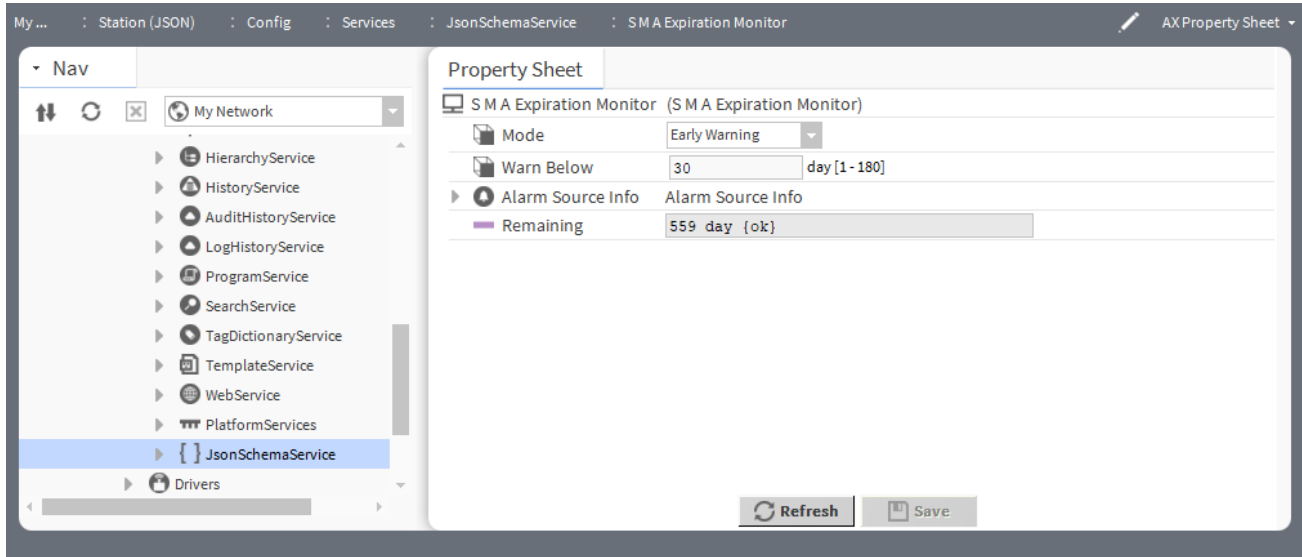 My ... : Station (JSON) : Config : Services : JsonSchemaService : S M A Expiration Monitor AX Property Sheet
Nav
My Network
HierarchyService
HistoryService
AuditHistoryService
LogHistoryService
ProgramService
SearchService
TagDictionaryService
TemplateService
WebService
PlatformServices
{ } JsonSchemaService
Drivers
Property Sheet
S M A Expiration Monitor (S M A Expiration Monitor)
Mode Early Warning
Warn Below 30 day [1 - 180]
Alarm Source Info Alarm Source Info
Remaining 559 day {ok}
Refresh Save